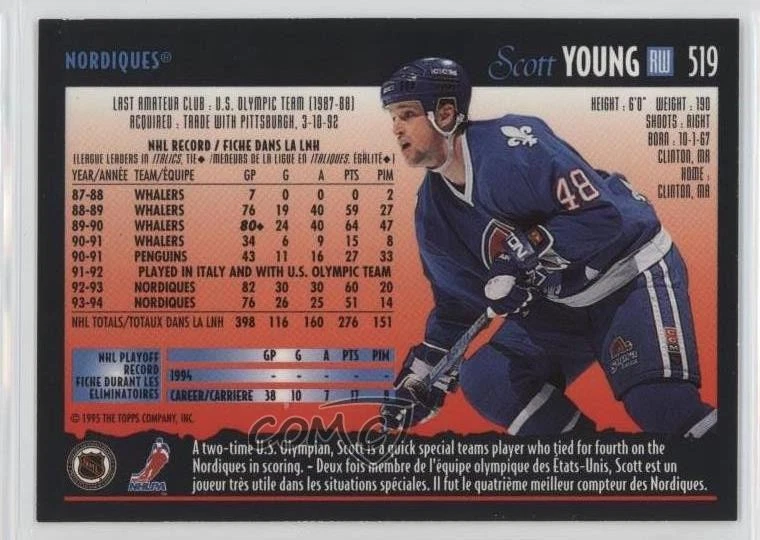 NORDIQUES®
Scott YOUNG RW 519
LAST AMATEUR CLUB : U.S. OLYMPIC TEAM (1987-88)
ACQUIRED : TRADE WITH PITTSBURGH, 3-10-92
HEIGHT : 6'0" WEIGHT : 190
SHOOTS : RIGHT
BORN : 10-1-67
CLINTON, MA
HOME :
CLINTON, MA
NHL RECORD / FICHE DANS LA LNH
(LEAGUE LEADERS IN ITALICS, TIE◆ /MENEURS DE LA LIGUE EN ITALIQUES. ÉGALITÉ◆)
YEAR/ANNÉE TEAM/ÉQUIPE GP G A PTS PIM
87-88 WHALERS 7 0 0 0 2
88-89 WHALERS 76 19 40 59 27
89-90 WHALERS 80◆ 24 40 64 47
90-91 WHALERS 34 6 9 15 8
90-91 PENGUINS 43 11 16 27 33
91-92 PLAYED IN ITALY AND WITH U.S. OLYMPIC TEAM
92-93 NORDIQUES 82 30 30 60 20
93-94 NORDIQUES 76 26 25 51 14
NHL TOTALS/TOTAUX DANS LA LNH 398 116 160 276 151
NHL PLAYOFF
RECORD
FICHE DURANT LES
ELIMINATOIRES
GP G A PTS PIM
1994 - - - - -
CAREER/CARRIERE 38 10 7 17 8
© 1995 THE TOPPS COMPANY, INC.
48
92
CCM
COMC
NHL
NHLPA
A two-time U.S. Olympian, Scott is a quick special teams player who tied for fourth on the
Nordiques in scoring. - Deux fois membre de l'équipe olympique des États-Unis, Scott est un
joueur très utile dans les situations spéciales. Il fut le quatrième meilleur compteur des Nordiques.